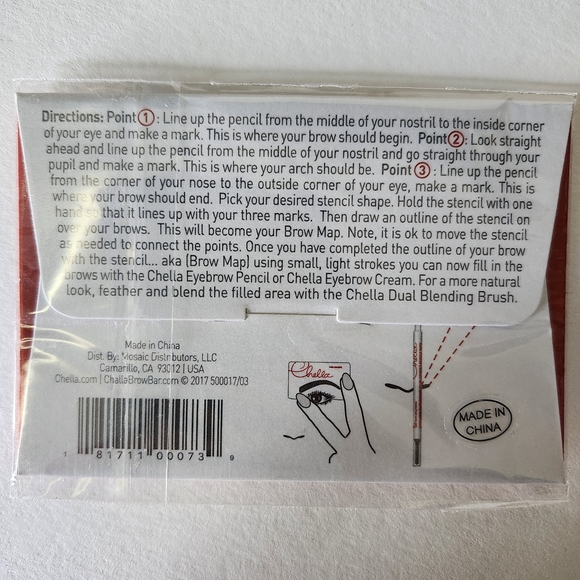 Directions: Point 1: Line up the pencil from the middle of your nostril to the inside corner
of your eye and make a mark. This is where your brow should begin. Point 2: Look straight
ahead and line up the pencil from the middle of your nostril and go straight through your
pupil and make a mark. This is where your arch should be. Point 3: Line up the pencil
from the corner of your nose to the outside corner of your eye, make a mark. This is
where your brow should end. Pick your desired stencil shape. Hold the stencil with one
hand so that it lines up with your three marks. Then draw an outline of the stencil on
over your brows. This will become your Brow Map. Note, it is ok to move the stencil
as needed to connect the points. Once you have completed the outline of your brow
with the stencil... aka (Brow Map) using small, light strokes you can now fill in the
brows with the Chella Eyebrow Pencil or Chella Eyebrow Cream. For a more natural
look, feather and blend the filled area with the Chella Dual Blending Brush.
Made in China
Dist. By: Mosaic Distributors, LLC
Camarillo, CA 93012 | USA
Chella.com | ChellaBrowBar.com © 2017 500017/03
1 81711 00073 9
Chella
MADE IN
CHINA